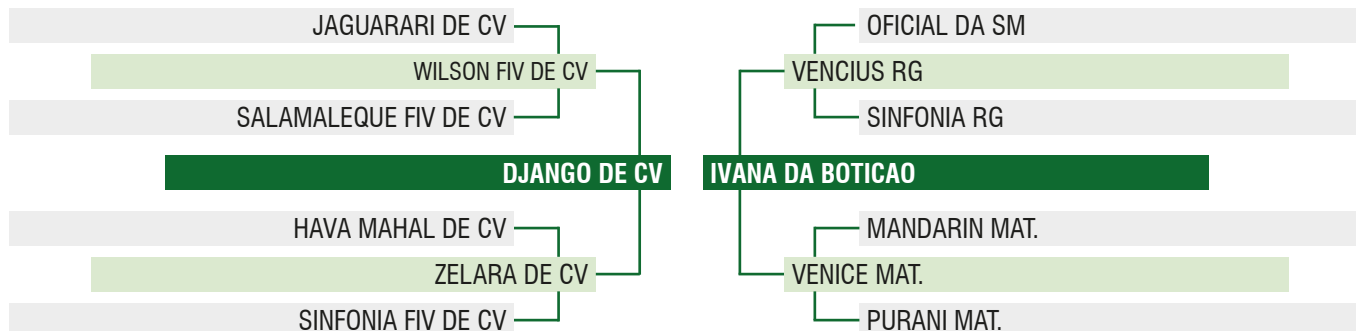 JAGUARARI DE CV
WILSON FIV DE CV
SALAMALEQUE FIV DE CV
DJANGO DE CV
HAVA MAHAL DE CV
ZELARA DE CV
SINFONIA FIV DE CV
OFICIAL DA SM
VENCIUS RG
SINFONIA RG
IVANA DA BOTICAO
MANDARIN MAT.
VENICE MAT.
PURANI MAT.